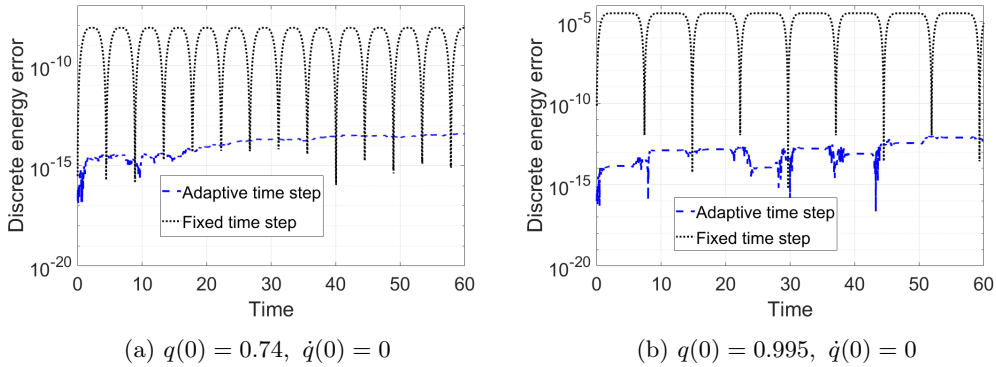 Discrete energy error
10^-10
10^-15
10^-20
Adaptive time step
Fixed time step
0 10 20 30 40 50 60
Time
(a) q(0) = 0.74, q̇(0) = 0
Discrete energy error
10^-5
10^-10
10^-15
10^-20
Adaptive time step
Fixed time step
0 10 20 30 40 50 60
Time
(b) q(0) = 0.995, q̇(0) = 0